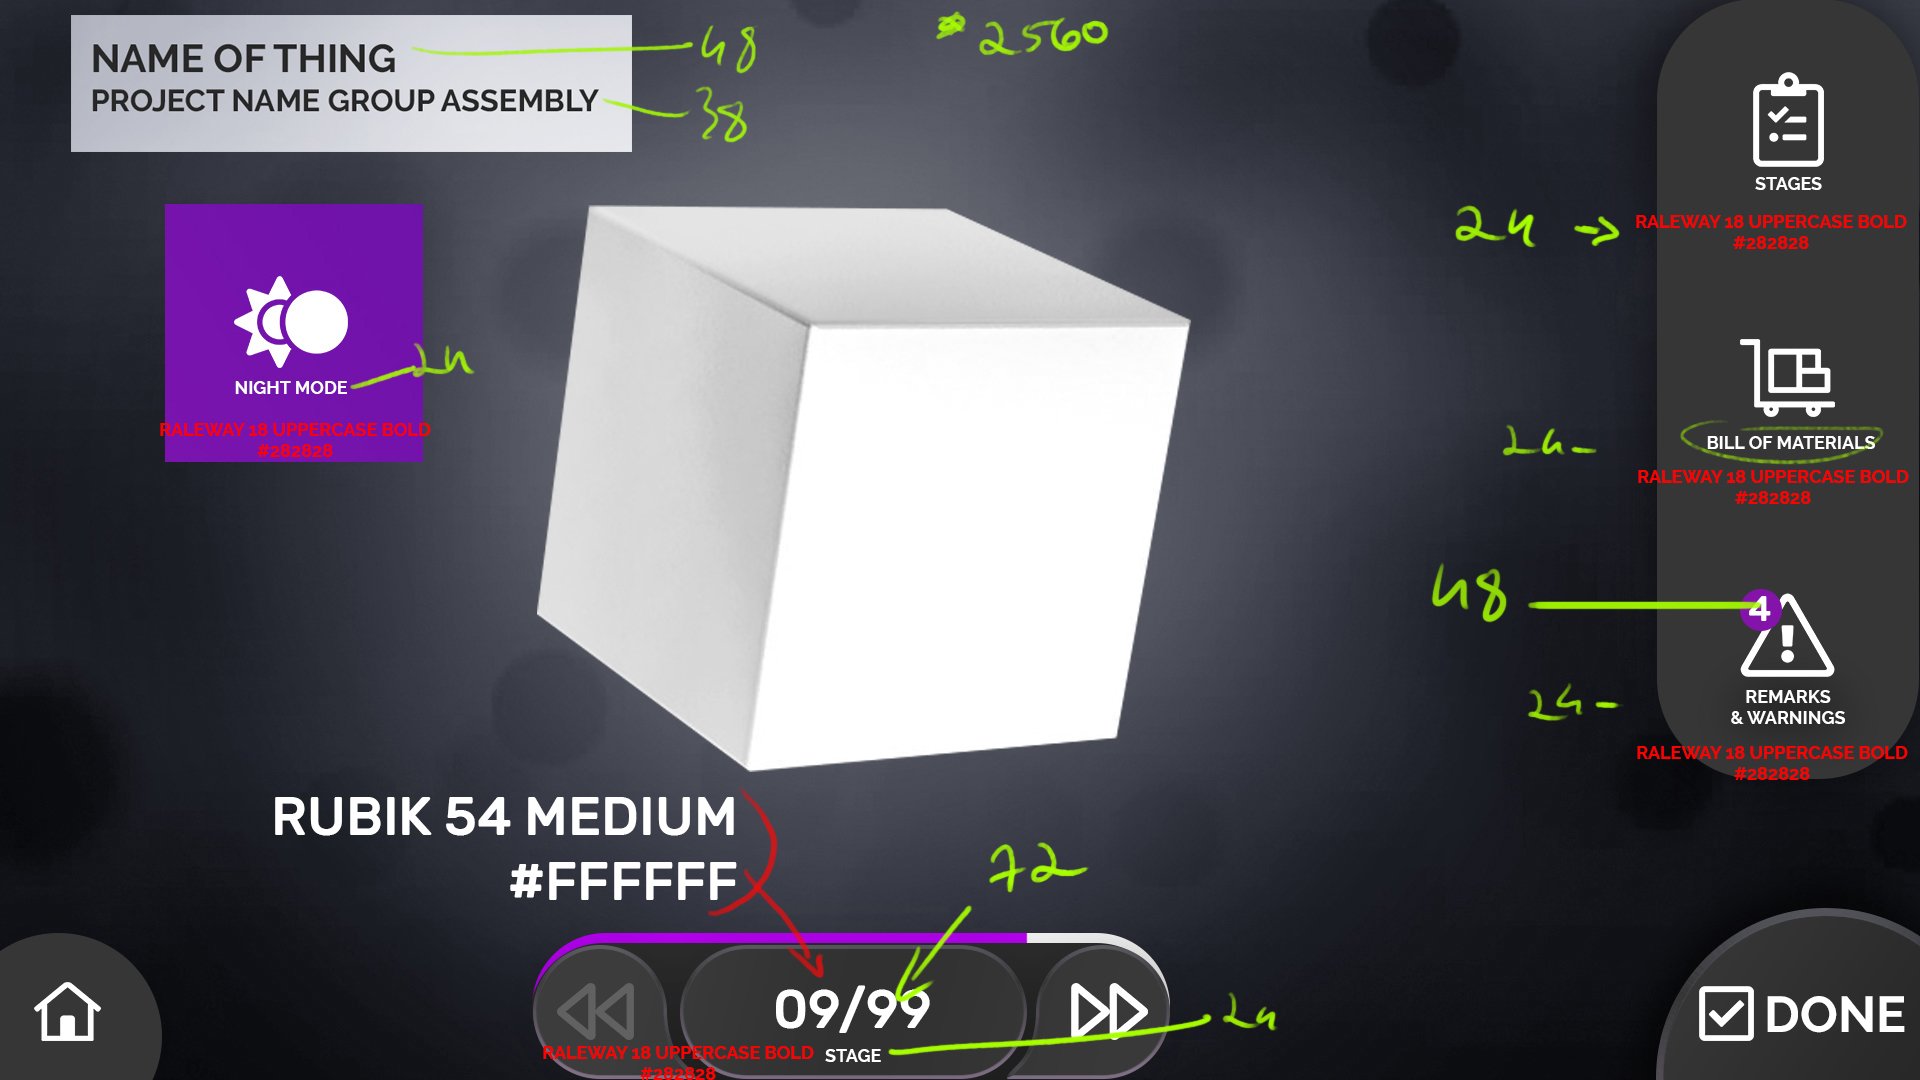 NAME OF THING
48
2560
PROJECT NAME GROUP ASSEMBLY
38
STAGES
24
RALEWAY 18 UPPERCASE BOLD
#282828
NIGHT MODE
24
RALEWAY 18 UPPERCASE BOLD
#282828
24
BILL OF MATERIALS
RALEWAY 18 UPPERCASE BOLD
#282828
48
4
24
REMARKS
& WARNINGS
RALEWAY 18 UPPERCASE BOLD
#282828
RUBIK 54 MEDIUM
#FFFFFF
72
09/99
24
STAGE
RALEWAY 18 UPPERCASE BOLD
#282828
DONE